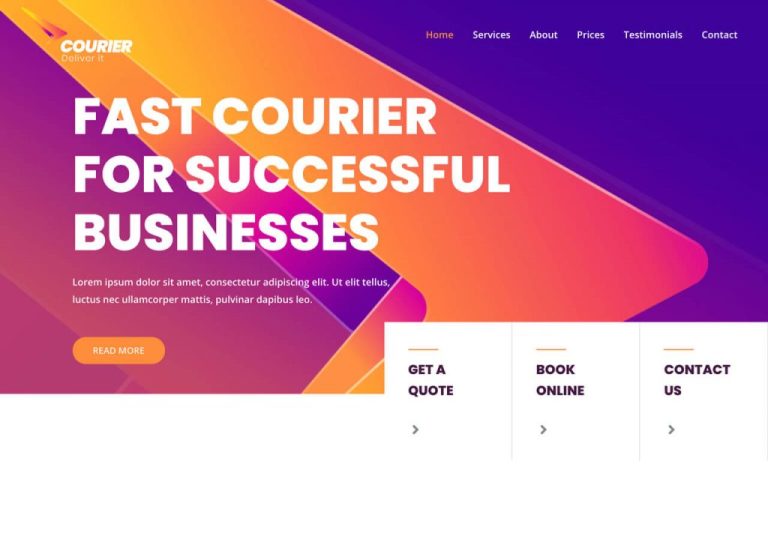 COURIER
Deliver it
Home Services About Prices Testimonials Contact
FAST COURIER
FOR SUCCESSFUL
BUSINESSES
Lorem ipsum dolor sit amet, consectetur adipiscing elit. Ut elit tellus,
luctus nec ullamcorper mattis, pulvinar dapibus leo.
READ MORE
GET A
QUOTE
BOOK
ONLINE
CONTACT
US